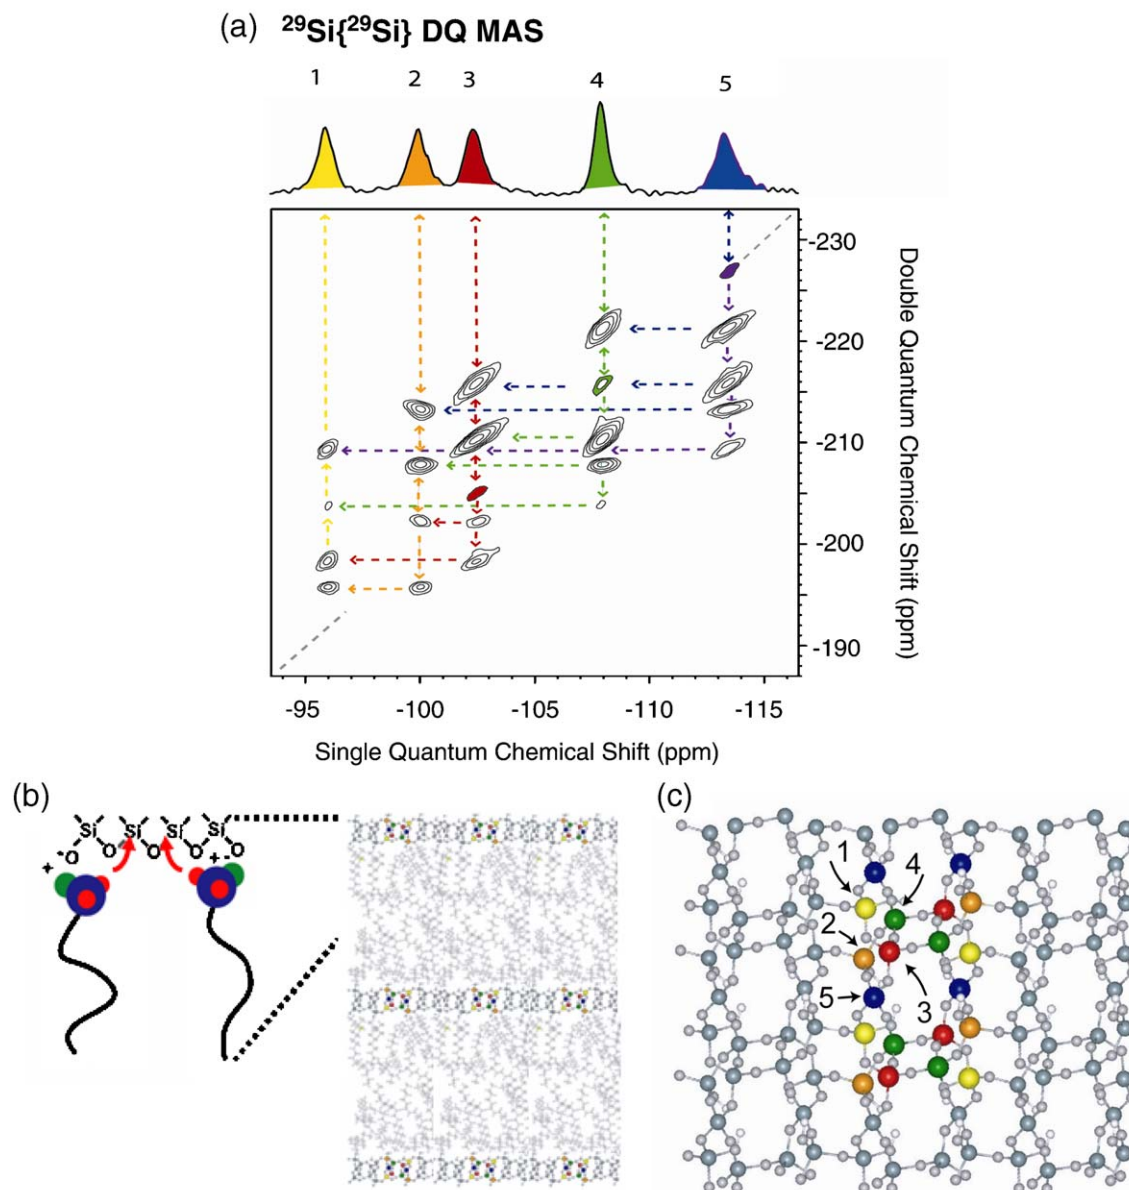 (a) ²⁹Si{²⁹Si} DQ MAS
1 2 3 4 5
-230
-220
-210
-200
-190
Double Quantum Chemical Shift (ppm)
-95 -100 -105 -110 -115
Single Quantum Chemical Shift (ppm)
(b)
Si Si Si Si
+ -O O O O + -
(c)
1 4
2
5 3